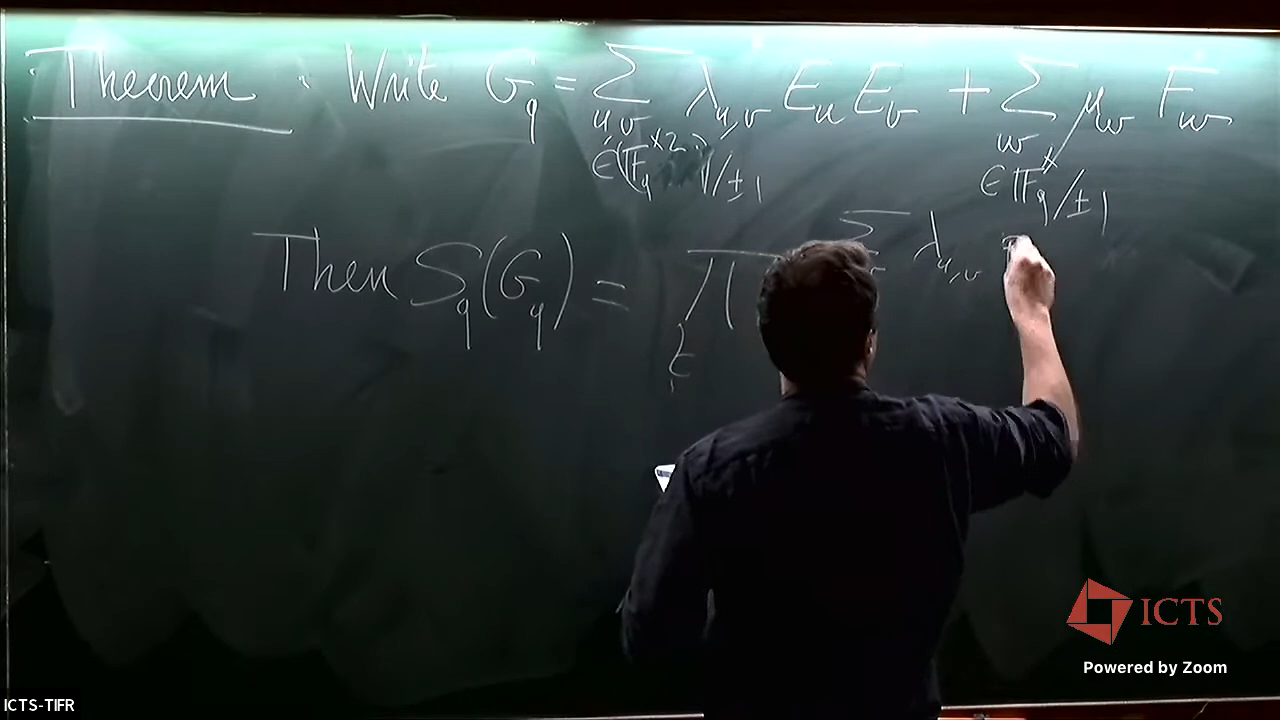 Theorem. Write G_q = Σ λ_{u,v} E_u E_v + Σ μ_w F_w
u, v ∈ (F_q^{×2})/±1
w ∈ F_q^×/±1
Then S_q(G_q) = Π Σ λ_{u,v}
ICTS
Powered by Zoom
ICTS-TIFR